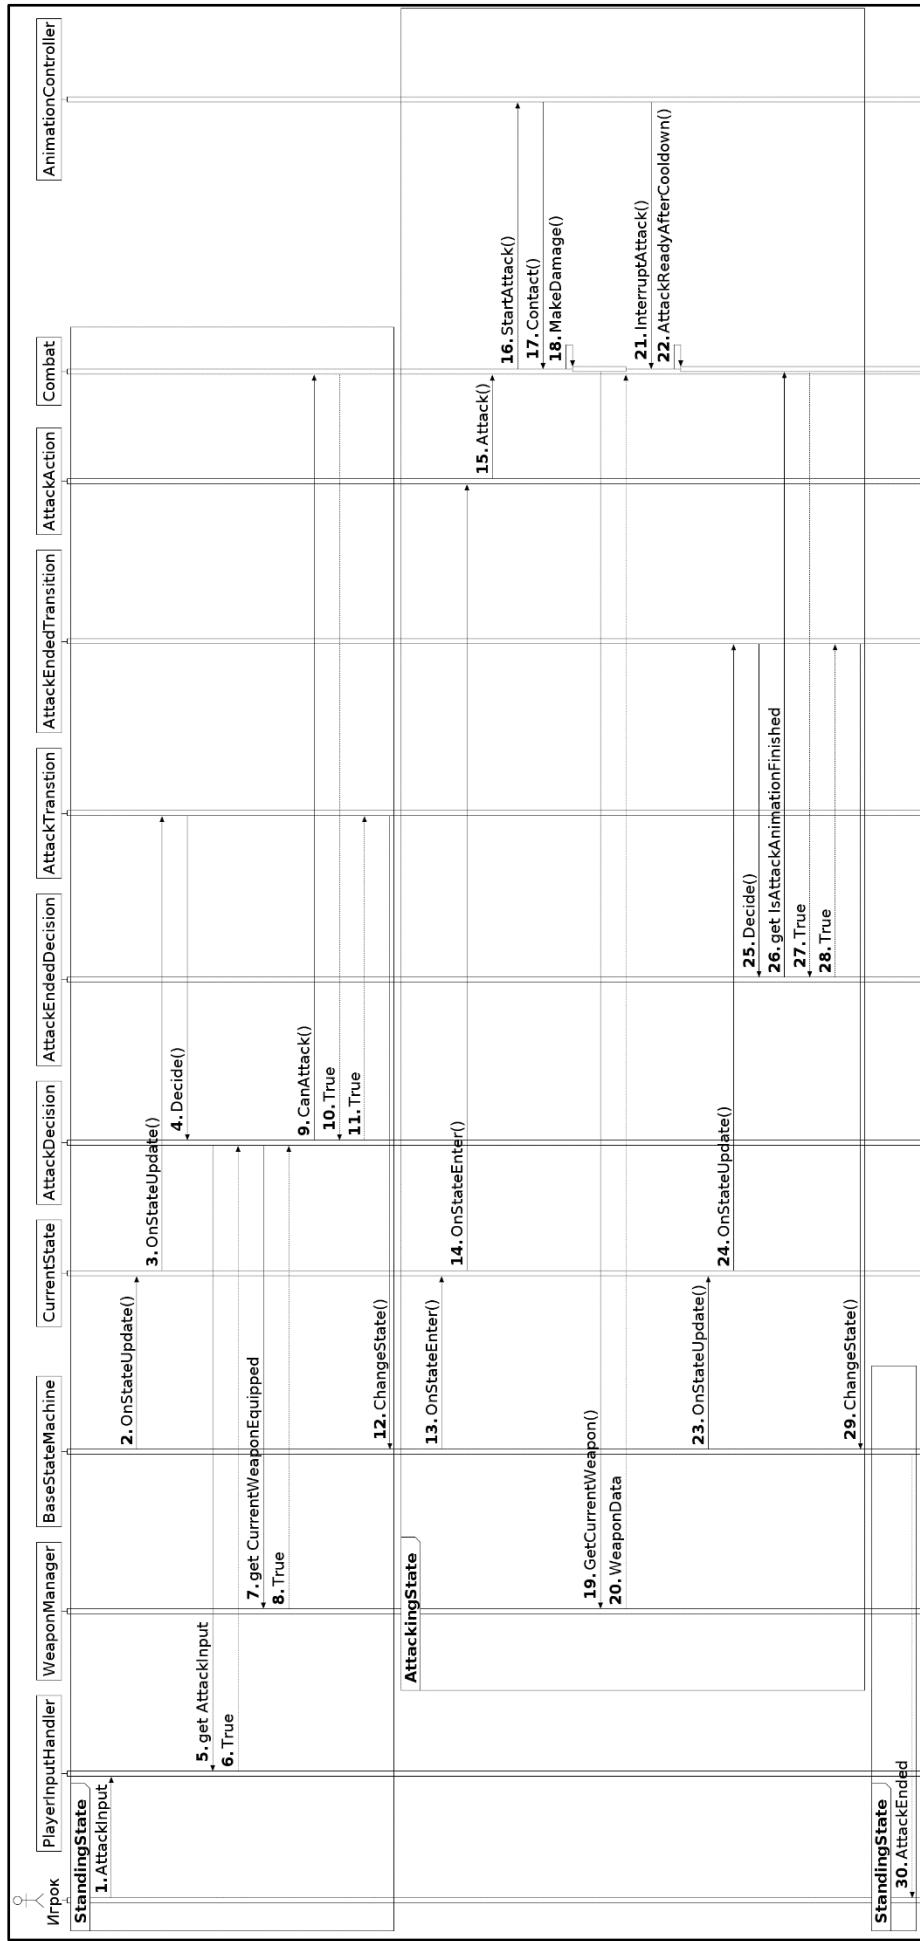 Игрок
PlayerInputHandler
WeaponManager
BaseStateMachine
CurrentState
AttackDecision
AttackEndedDecision
AttackTranstion
AttackEndedTransition
AttackAction
Combat
AnimationController
StandingState
1. AttackInput
2. OnStateUpdate()
3. OnStateUpdate()
4. Decide()
5. get AttackInput
6. True
7. get CurrentWeaponEquipped
8. True
9. CanAttack()
10. True
11. True
12. ChangeState()
AttackingState
13. OnStateEnter()
14. OnStateEnter()
15. Attack()
16. StartAttack()
17. Contact()
18. MakeDamage()
19. GetCurrentWeapon()
20. WeaponData
21. InterruptAttack()
22. AttackReadyAfterCooldown()
23. OnStateUpdate()
24. OnStateUpdate()
25. Decide()
26. get IsAttackAnimationFinished
27. True
28. True
29. ChangeState()
StandingState
30. AttackEnded